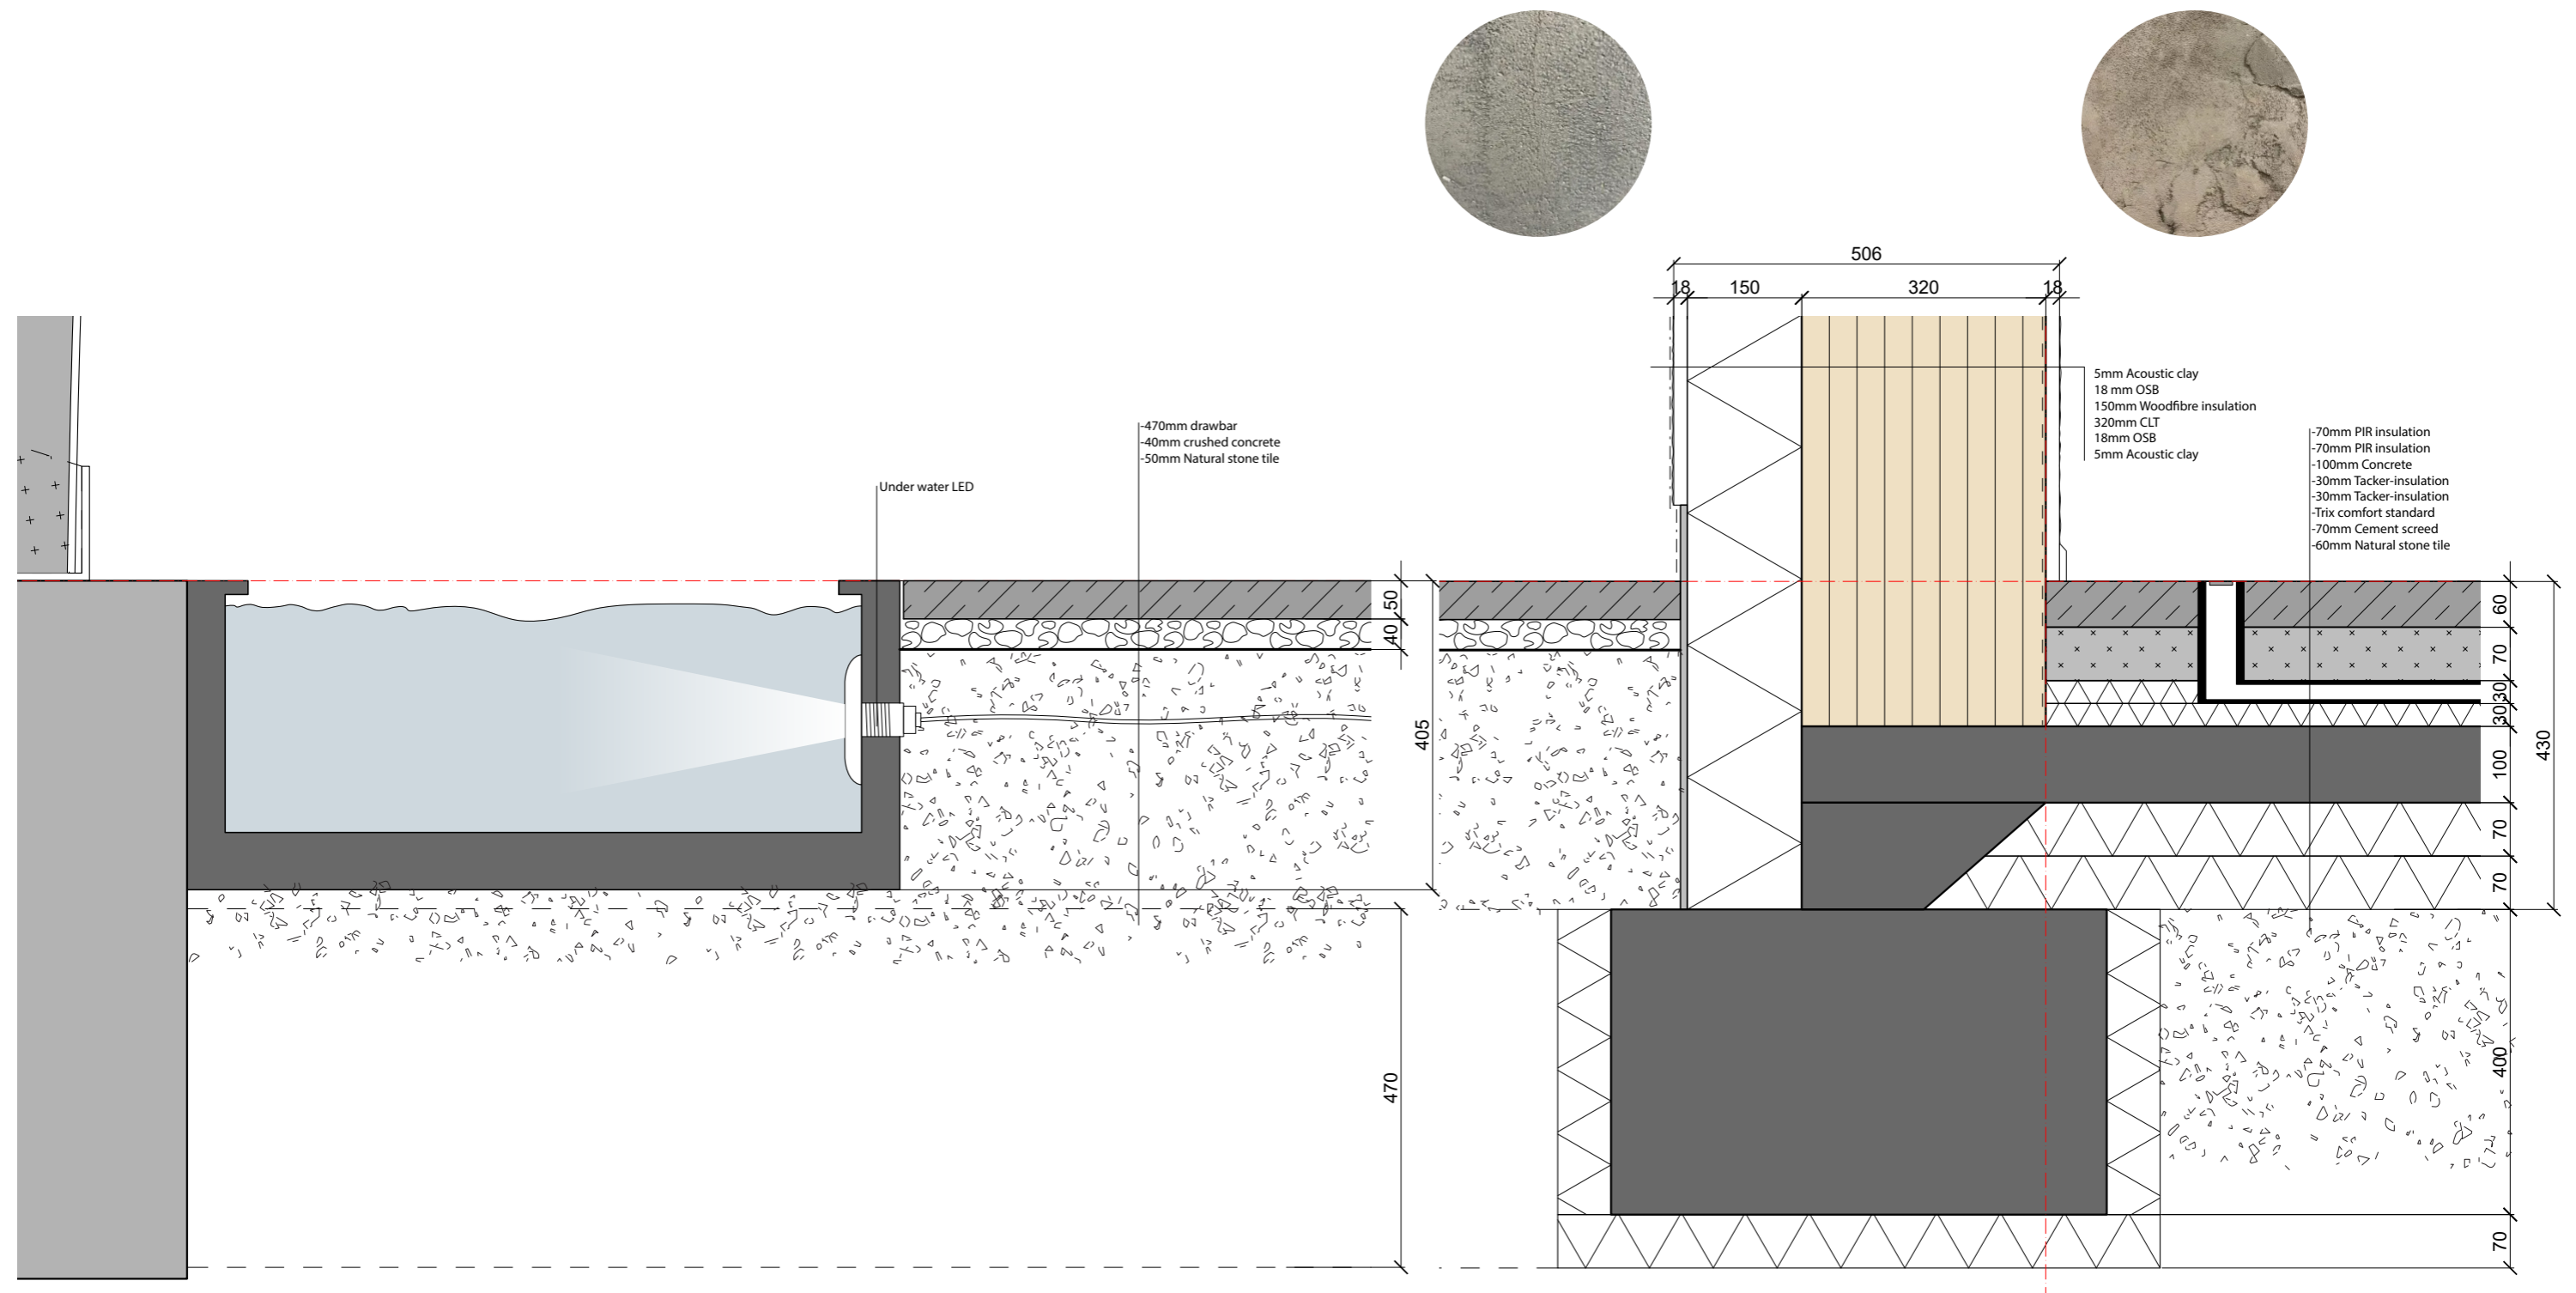 506
18
150
320
18
5mm Acoustic clay
18 mm OSB
150mm Woodfibre insulation
320mm CLT
18mm OSB
5mm Acoustic clay
-470mm drawbar
-40mm crushed concrete
-50mm Natural stone tile
-70mm PIR insulation
-70mm PIR insulation
-100mm Concrete
-30mm Tacker-insulation
-30mm Tacker-insulation
-Trix comfort standard
-70mm Cement screed
-60mm Natural stone tile
Under water LED
50
40
405
470
60
70
30
30
100
70
70
430
400
70